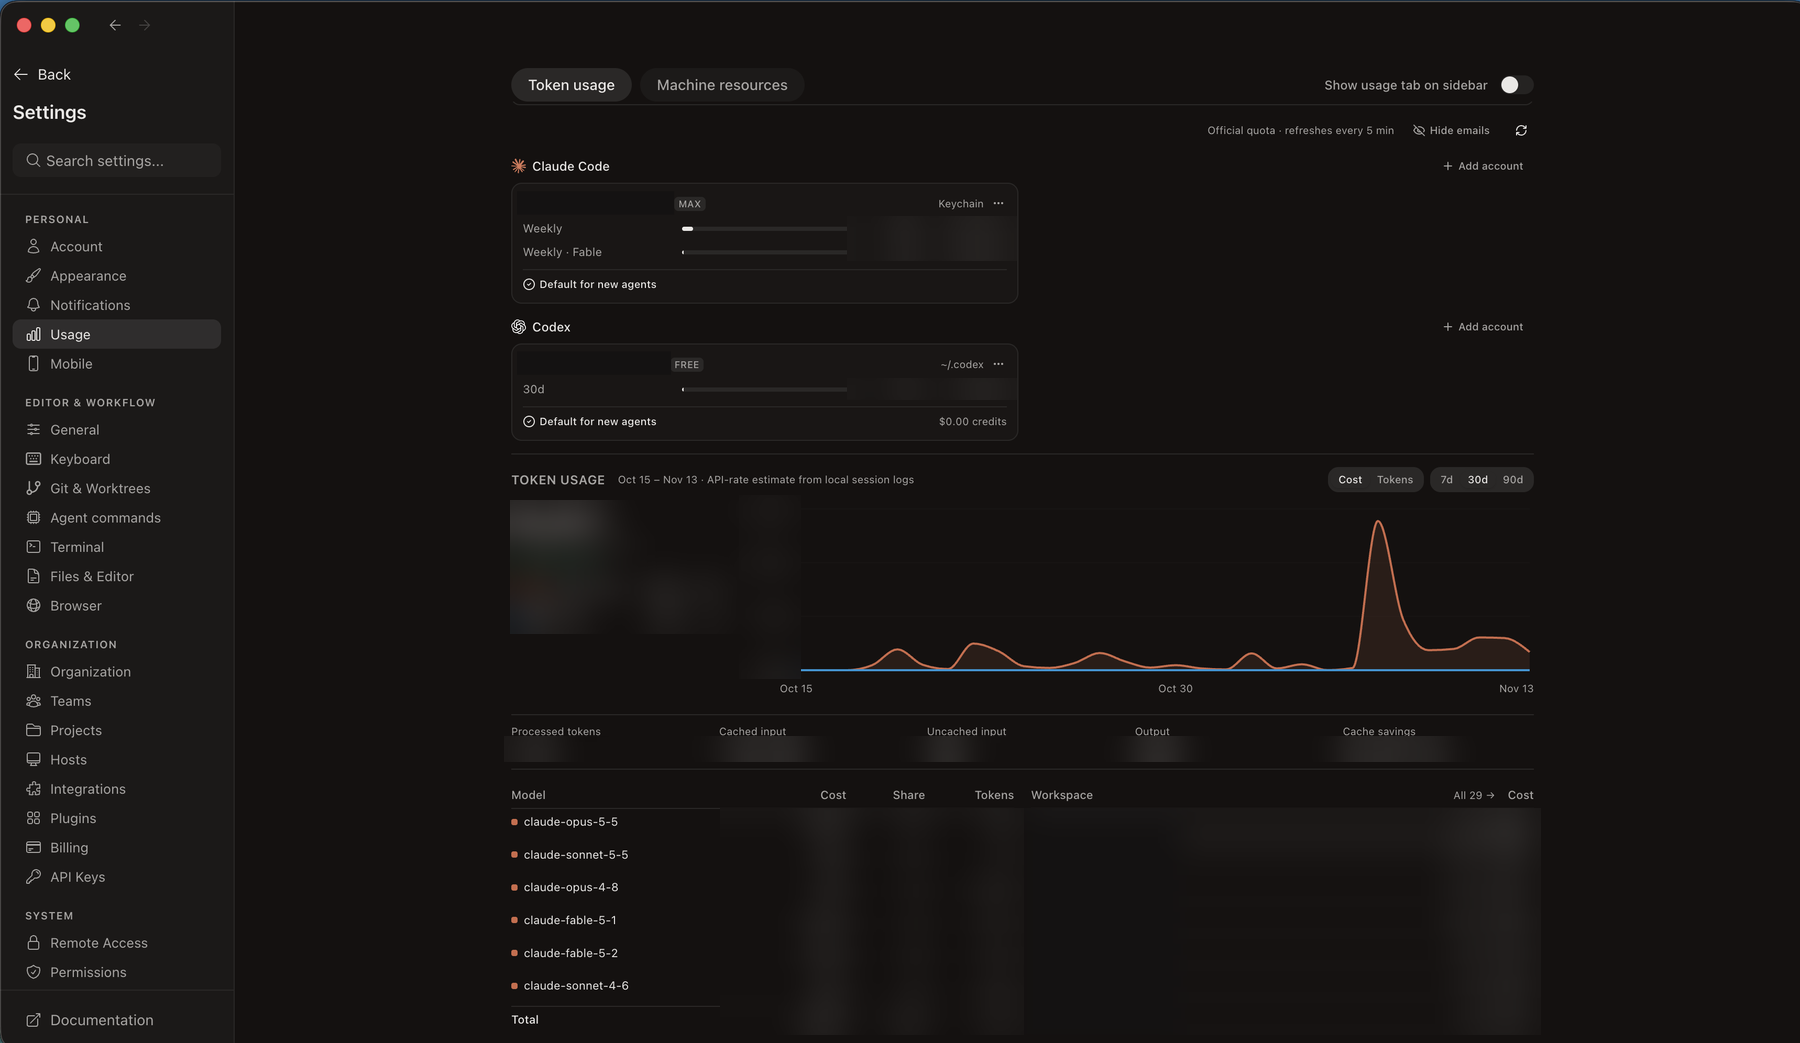 Back
Settings
Search settings...
PERSONAL
Account
Appearance
Notifications
Usage
Mobile
EDITOR & WORKFLOW
General
Keyboard
Git & Worktrees
Agent commands
Terminal
Files & Editor
Browser
ORGANIZATION
Organization
Teams
Projects
Hosts
Integrations
Plugins
Billing
API Keys
SYSTEM
Remote Access
Permissions
Documentation
Token usage Machine resources Show usage tab on sidebar
Official quota · refreshes every 5 min Hide emails
Claude Code + Add account
MAX Keychain ···
Weekly
Weekly · Fable
Default for new agents
Codex + Add account
FREE ~/.codex ···
30d
Default for new agents $0.00 credits
TOKEN USAGE Oct 15 – Nov 13 · API-rate estimate from local session logs Cost Tokens 7d 30d 90d
Oct 15 Oct 30 Nov 13
Processed tokens Cached input Uncached input Output Cache savings
Model Cost Share Tokens Workspace All 29 → Cost
claude-opus-5-5
claude-sonnet-5-5
claude-opus-4-8
claude-fable-5-1
claude-fable-5-2
claude-sonnet-4-6
Total